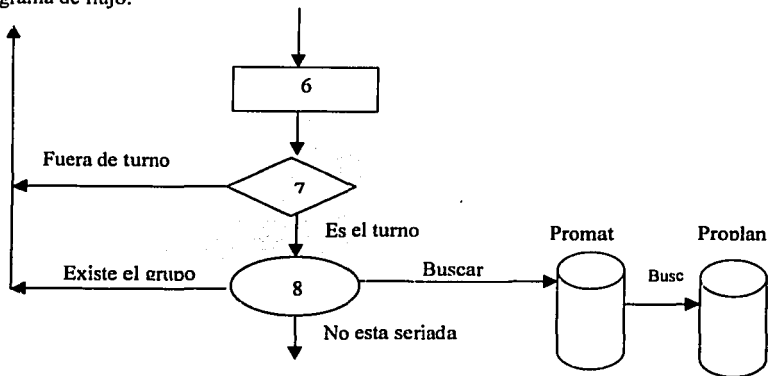 grama de flujo.
6
Fuera de turno
7
Es el turno
Promat
Proplan
Existe el grupo
8
Buscar
Busc
No esta seriada